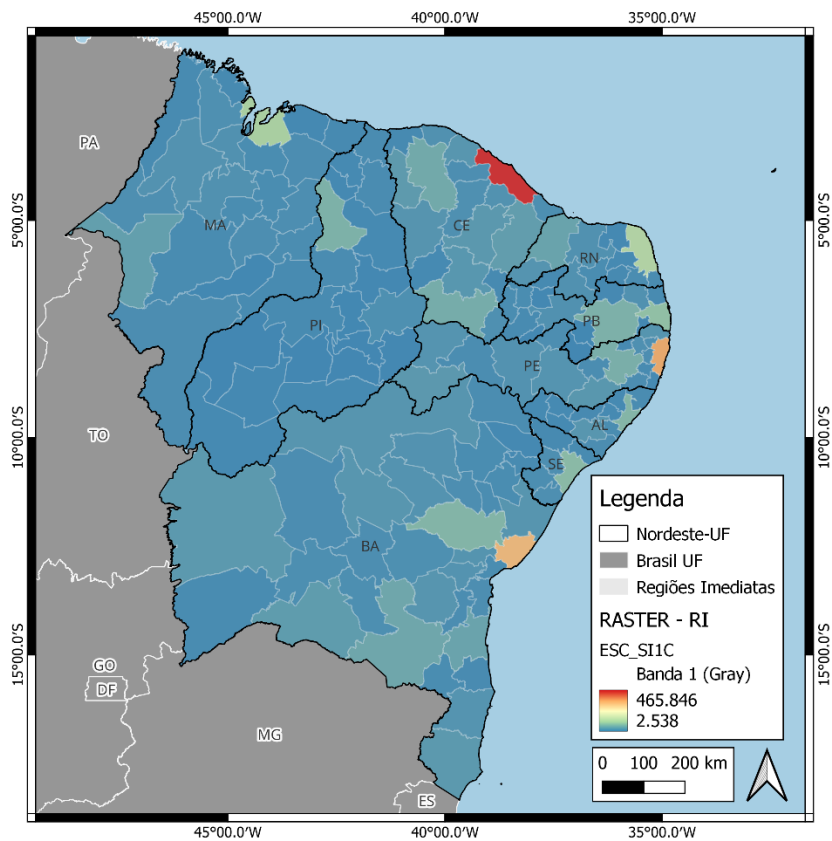 45°00.0'W 40°00.0'W 35°00.0'W
PA
5°00.0'S 5°00.0'S
MA
CE
RN
PI
PB
PE
TO
10°00.0'S 10°00.0'S
AL
SE
BA
Legenda
Nordeste-UF
Brasil UF
Regiões Imediatas
RASTER - RI
ESC_SI1C
Banda 1 (Gray)
465.846
2.538
15°00.0'S 15°00.0'S
GO
DF
MG
ES
0 100 200 km
45°00.0'W 40°00.0'W 35°00.0'W